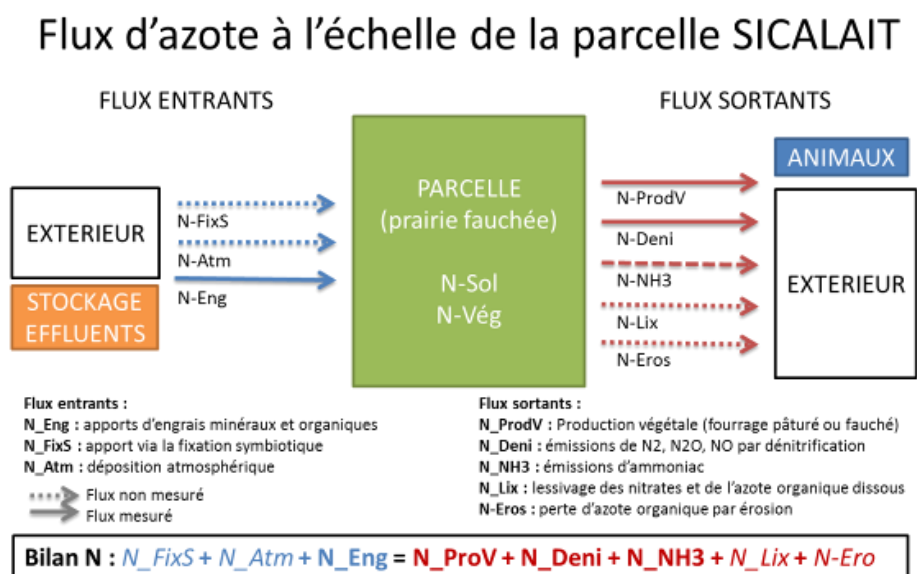 Flux d'azote à l'échelle de la parcelle SICALAIT
FLUX ENTRANTS
FLUX SORTANTS
EXTERIEUR
STOCKAGE
EFFLUENTS
N-FixS
N-Atm
N-Eng
PARCELLE
(prairie fauchée)
N-Sol
N-Vég
N-ProdV
N-Deni
N-NH3
N-Lix
N-Eros
ANIMAUX
EXTERIEUR
Flux entrants :
N_Eng : apports d'engrais minéraux et organiques
N_FixS : apport via la fixation symbiotique
N_Atm : déposition atmosphérique
Flux non mesuré
Flux mesuré
Flux sortants :
N_ProdV : Production végétale (fourrage pâturé ou fauché)
N_Deni : émissions de N2, N2O, NO par dénitrification
N_NH3 : émissions d'ammoniac
N_Lix : lessivage des nitrates et de l'azote organique dissous
N-Eros : perte d'azote organique par érosion
Bilan N : N_FixS + N_Atm + N_Eng = N_ProV + N_Deni + N_NH3 + N_Lix + N-Ero